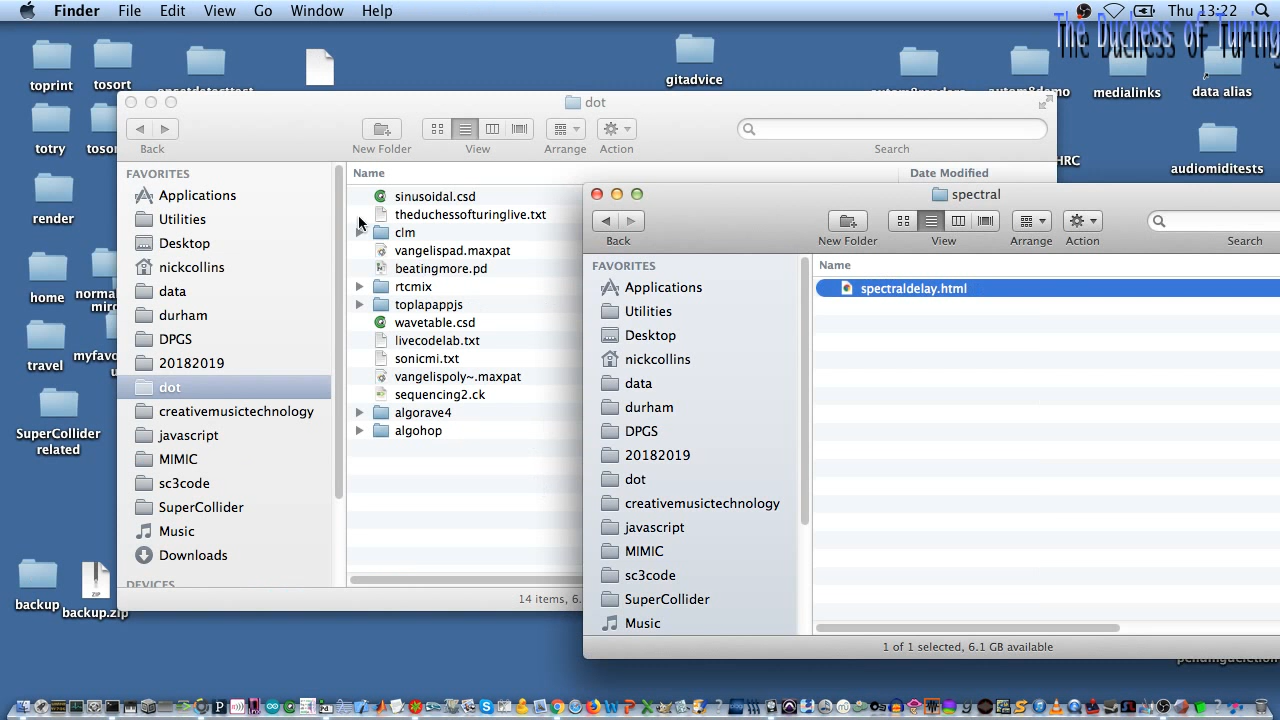 Finder File Edit View Go Window Help
Thu 13:22
The Duchess of Turing
toprint
tosort
gitadvice
medialinks
data alias
totry
audiomiditests
HRC
render
home
travel
SuperCollider
related
backup
backup.zip
dot
Back
New Folder
View
Arrange
Action
Search
FAVORITES
Applications
Utilities
Desktop
nickcollins
data
durham
DPGS
20182019
dot
creativemusictechnology
javascript
MIMIC
sc3code
SuperCollider
Music
Downloads
DEVICES
Name
Date Modified
sinusoidal.csd
theduchessofturinglive.txt
clm
vangelispad.maxpat
beatingmore.pd
rtcmix
toplapappjs
wavetable.csd
livecodelab.txt
sonicmi.txt
vangelispoly~.maxpat
sequencing2.ck
algorave4
algohop
14 items, 6.
spectral
Back
New Folder
View
Arrange
Action
Search
FAVORITES
Applications
Utilities
Desktop
nickcollins
data
durham
DPGS
20182019
dot
creativemusictechnology
javascript
MIMIC
sc3code
SuperCollider
Music
Name
spectraldelay.html
1 of 1 selected, 6.1 GB available